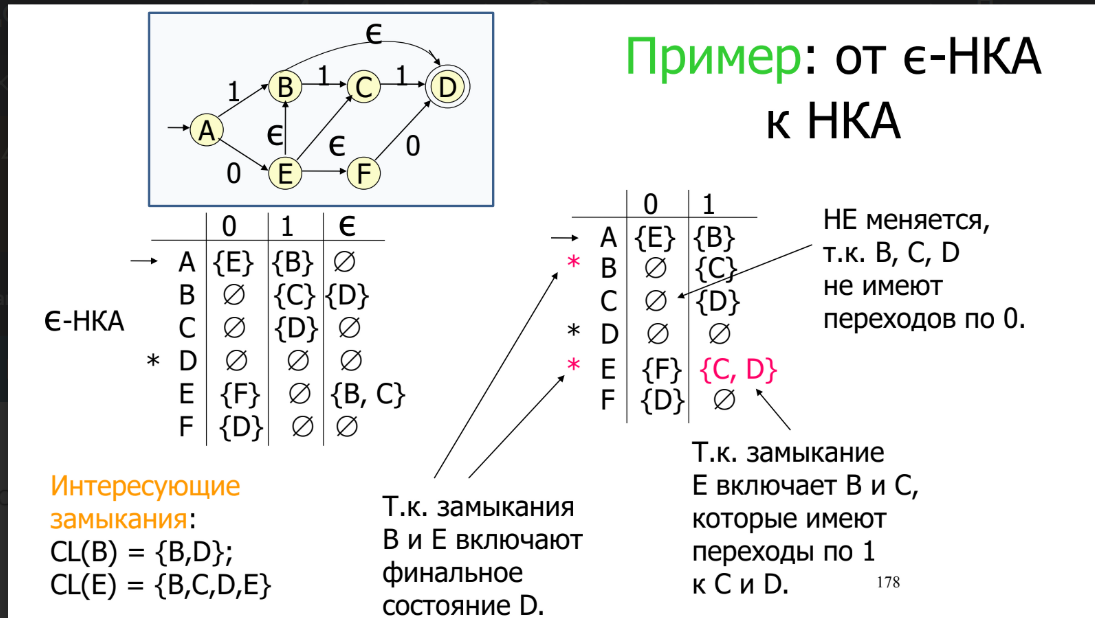 Пример: от ϵ-НКА
к НКА
ϵ
1 B 1 C 1 D
A ϵ
0 E ϵ F 0
0 1 ϵ
A {E} {B} ∅
B ∅ {C} {D}
C ∅ {D} ∅
* D ∅ ∅ ∅
E {F} ∅ {B, C}
F {D} ∅ ∅
ϵ-НКА
0 1
A {E} {B}
* B ∅ {C}
C ∅ {D}
* D ∅ ∅
* E {F} {C, D}
F {D} ∅
НЕ меняется,
т.к. B, C, D
не имеют
переходов по 0.
Интересующие
замыкания:
CL(B) = {B,D};
CL(E) = {B,C,D,E}
Т.к. замыкания
B и E включают
финальное
состояние D.
Т.к. замыкание
E включает B и C,
которые имеют
переходы по 1
к C и D.
178